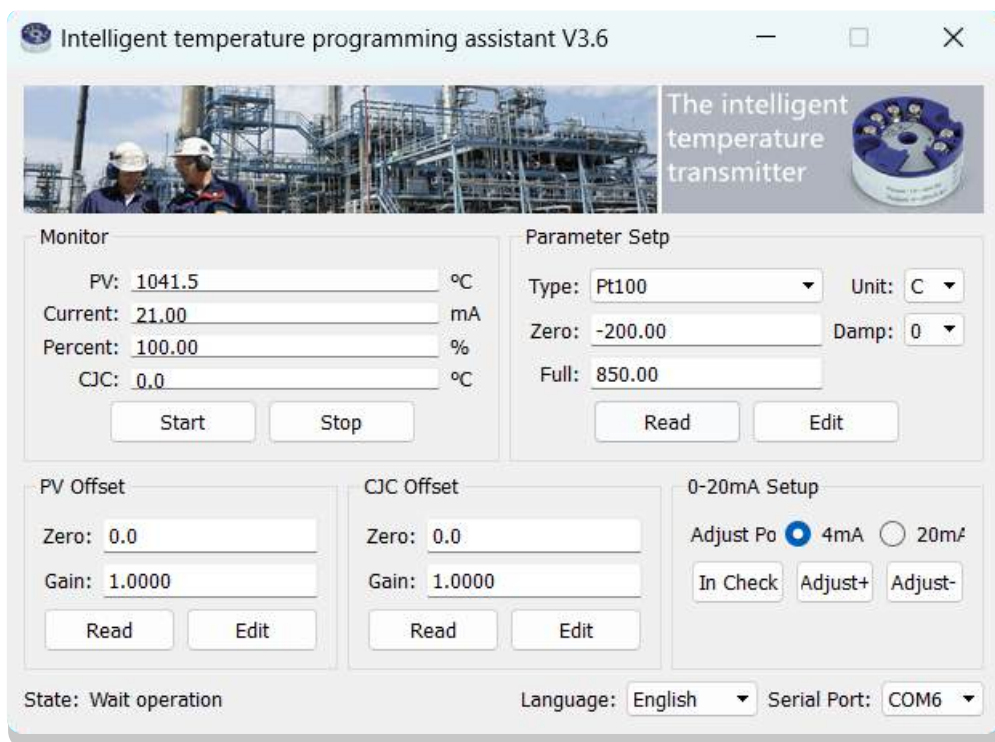 Intelligent temperature programming assistant V3.6
The intelligent
temperature
transmitter
Monitor
PV: 1041.5 ºC
Current: 21.00 mA
Percent: 100.00 %
CJC: 0.0 ºC
Start Stop
Parameter Setp
Type: Pt100 Unit: C
Zero: -200.00 Damp: 0
Full: 850.00
Read Edit
PV Offset
Zero: 0.0
Gain: 1.0000
Read Edit
CJC Offset
Zero: 0.0
Gain: 1.0000
Read Edit
0-20mA Setup
Adjust Po 4mA 20mA
In Check Adjust+ Adjust-
State: Wait operation Language: English Serial Port: COM6